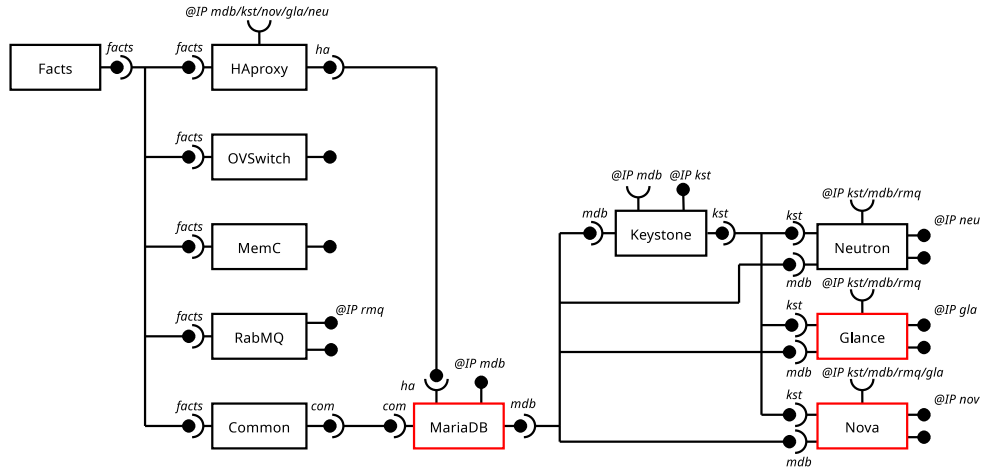 @IP mdb/kst/nov/gla/neu
facts
facts
ha
Facts
HAproxy
facts
OVSwitch
@IP mdb
@IP kst
@IP kst/mdb/rmq
mdb
kst
kst
@IP neu
facts
Keystone
Neutron
MemC
mdb
@IP kst/mdb/rmq
facts
@IP rmq
kst
@IP gla
RabMQ
Glance
@IP mdb
mdb
@IP kst/mdb/rmq/gla
ha
facts
com
com
mdb
kst
@IP nov
Common
MariaDB
Nova
mdb